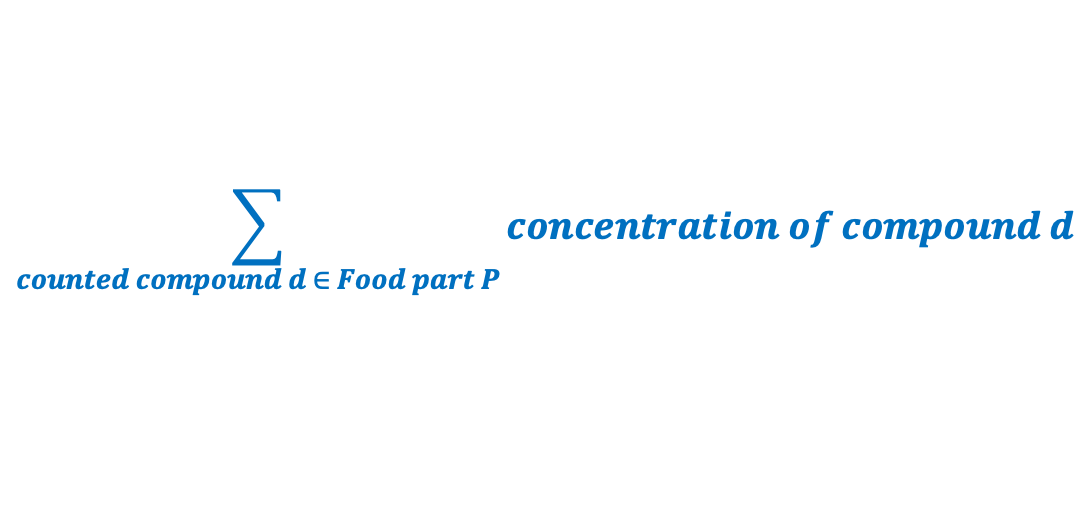 ∑ concentration of compound d
counted compound d ∈ Food part P